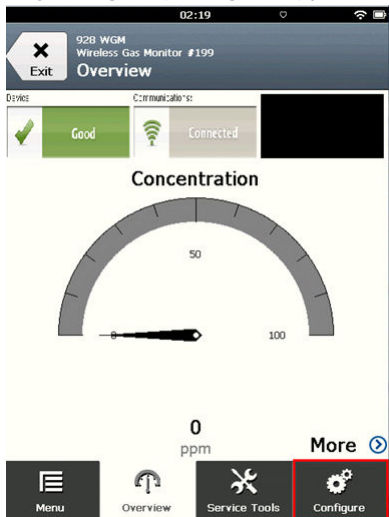 02:19
928 WGM
Wireless Gas Monitor #199
Exit
Overview
Device
Communications:
Good
Connected
Concentration
50
0
100
0
ppm
More
Menu
Overview
Service Tools
Configure